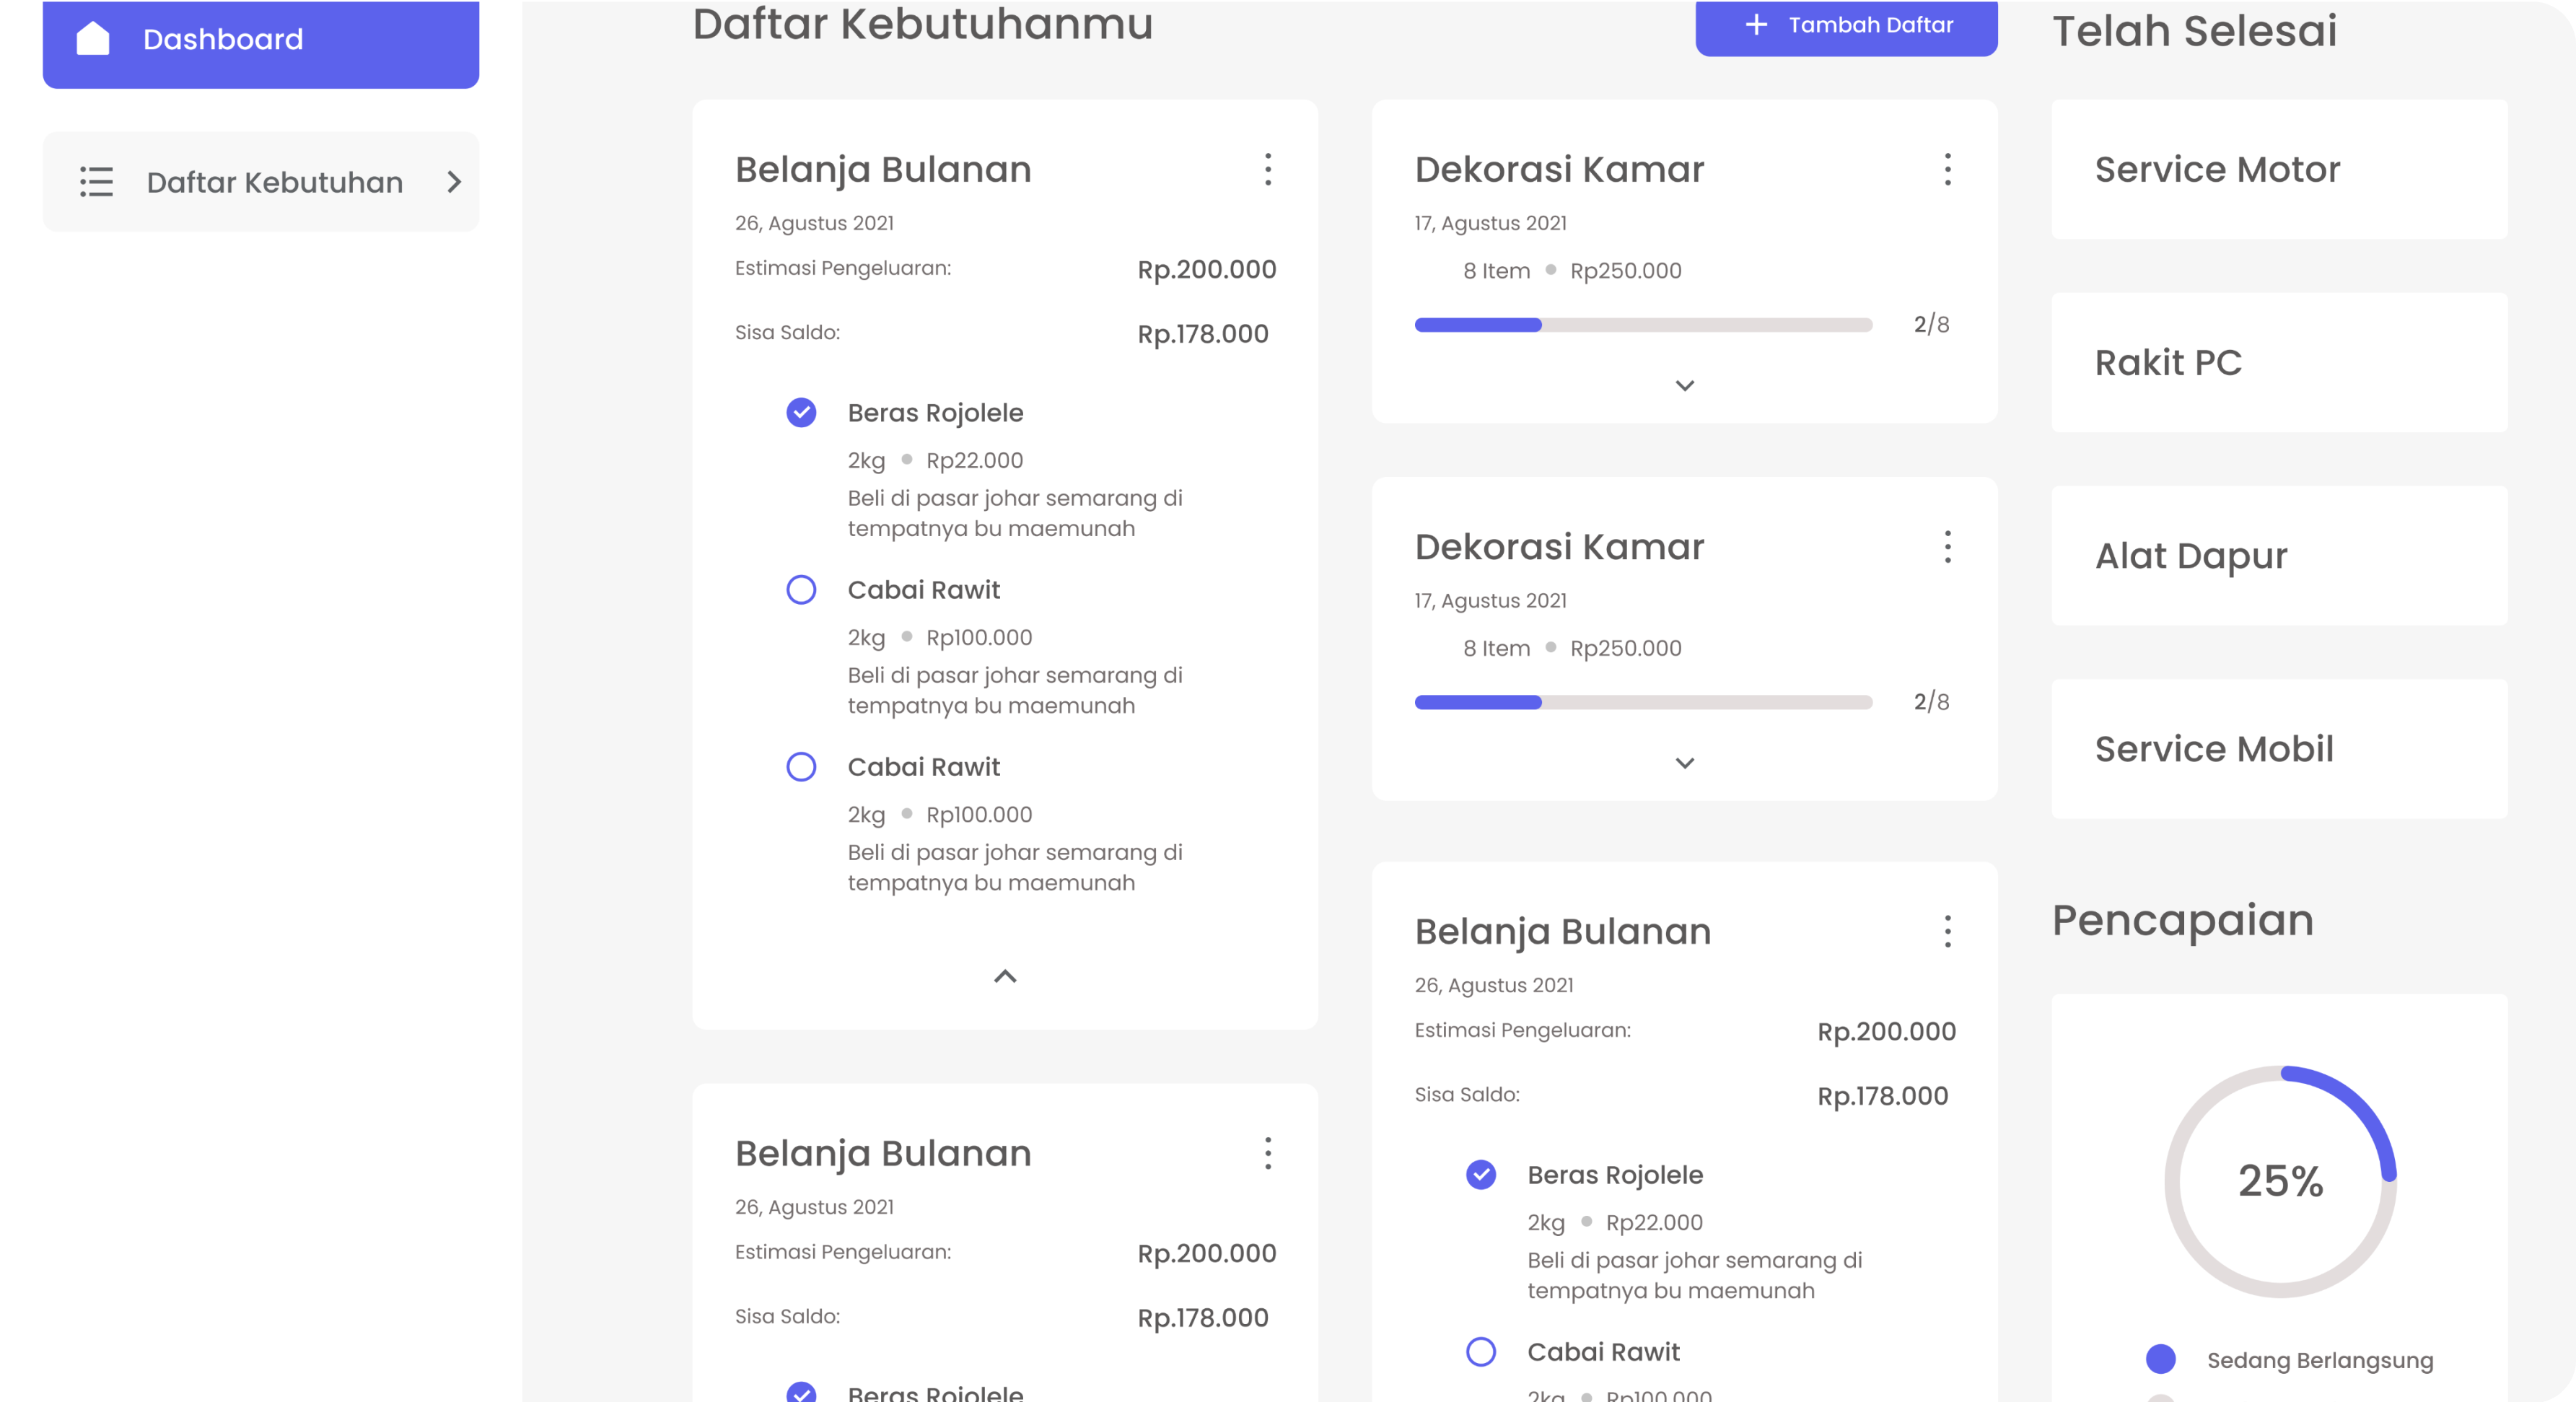 Dashboard
Daftar Kebutuhan
Daftar Kebutuhanmu
Tambah Daftar
Belanja Bulanan
26, Agustus 2021
Estimasi Pengeluaran: Rp.200.000
Sisa Saldo: Rp.178.000
Beras Rojolele
2kg • Rp22.000
Beli di pasar johar semarang di
tempatnya bu maemunah
Cabai Rawit
2kg • Rp100.000
Beli di pasar johar semarang di
tempatnya bu maemunah
Cabai Rawit
2kg • Rp100.000
Beli di pasar johar semarang di
tempatnya bu maemunah
Belanja Bulanan
26, Agustus 2021
Estimasi Pengeluaran: Rp.200.000
Sisa Saldo: Rp.178.000
Beras Rojolele
Dekorasi Kamar
17, Agustus 2021
8 Item • Rp250.000
2/8
Dekorasi Kamar
17, Agustus 2021
8 Item • Rp250.000
2/8
Belanja Bulanan
26, Agustus 2021
Estimasi Pengeluaran: Rp.200.000
Sisa Saldo: Rp.178.000
Beras Rojolele
2kg • Rp22.000
Beli di pasar johar semarang di
tempatnya bu maemunah
Cabai Rawit
2kg • Rp100.000
Telah Selesai
Service Motor
Rakit PC
Alat Dapur
Service Mobil
Pencapaian
25%
Sedang Berlangsung